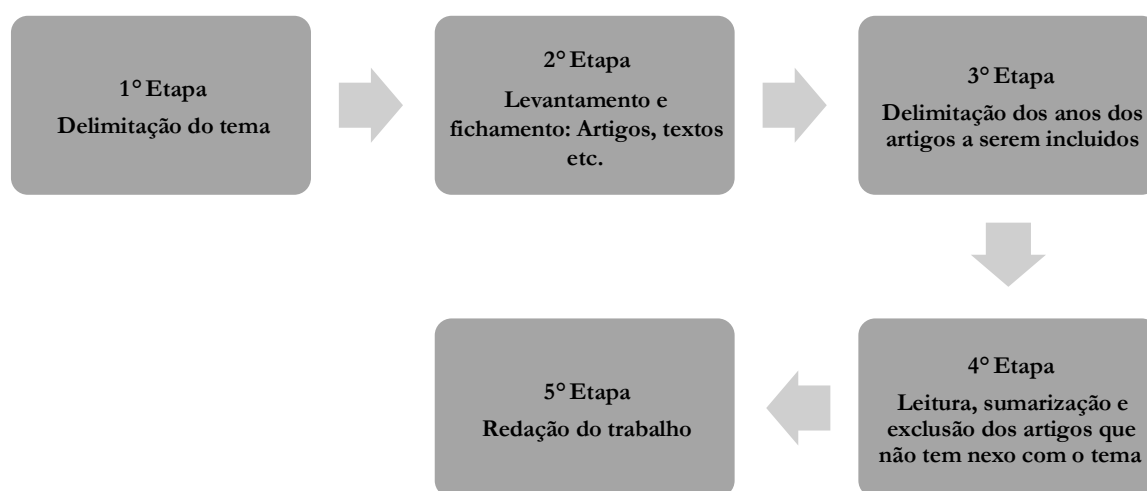 1° Etapa
Delimitação do tema
2° Etapa
Levantamento e
fichamento: Artigos, textos
etc.
3° Etapa
Delimitação dos anos dos
artigos a serem incluidos
4° Etapa
Leitura, sumarização e
exclusão dos artigos que
não tem nexo com o tema
5° Etapa
Redação do trabalho